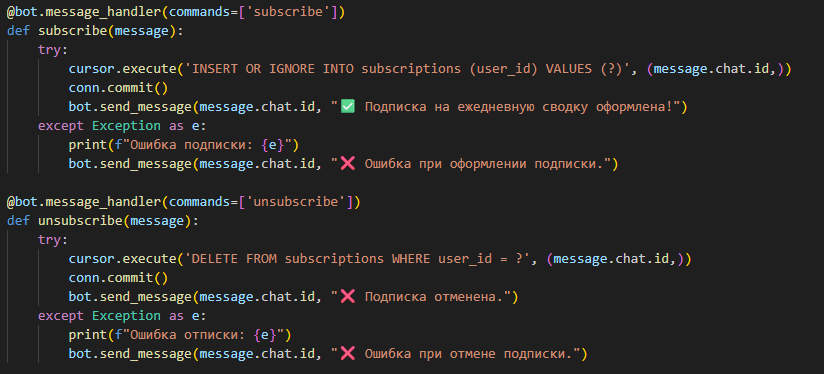 @bot.message_handler(commands=['subscribe'])
def subscribe(message):
    try:
        cursor.execute('INSERT OR IGNORE INTO subscriptions (user_id) VALUES (?)', (message.chat.id,))
        conn.commit()
        bot.send_message(message.chat.id, "✅ Подписка на ежедневную сводку оформлена!")
    except Exception as e:
        print(f"Ошибка подписки: {e}")
        bot.send_message(message.chat.id, "❌ Ошибка при оформлении подписки.")

@bot.message_handler(commands=['unsubscribe'])
def unsubscribe(message):
    try:
        cursor.execute('DELETE FROM subscriptions WHERE user_id = ?', (message.chat.id,))
        conn.commit()
        bot.send_message(message.chat.id, "❌ Подписка отменена.")
    except Exception as e:
        print(f"Ошибка отписки: {e}")
        bot.send_message(message.chat.id, "❌ Ошибка при отмене подписки.")